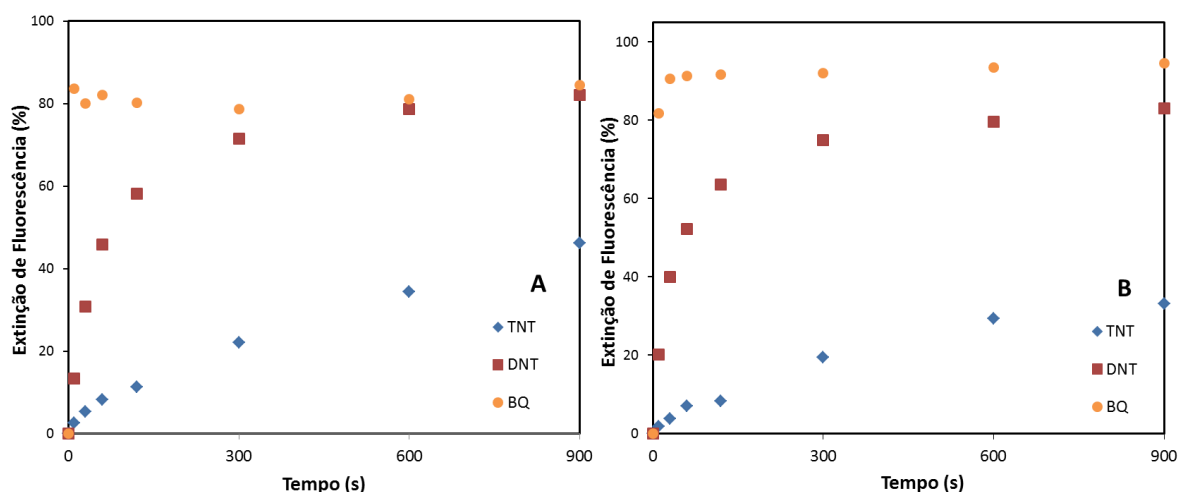 Extinção de Fluorescência (%)
100
80
60
40
20
0
A
TNT
DNT
BQ
0
300
600
900
Tempo (s)
Extinção de Fluorescência (%)
100
80
60
40
20
0
B
TNT
DNT
BQ
0
300
600
900
Tempo (s)